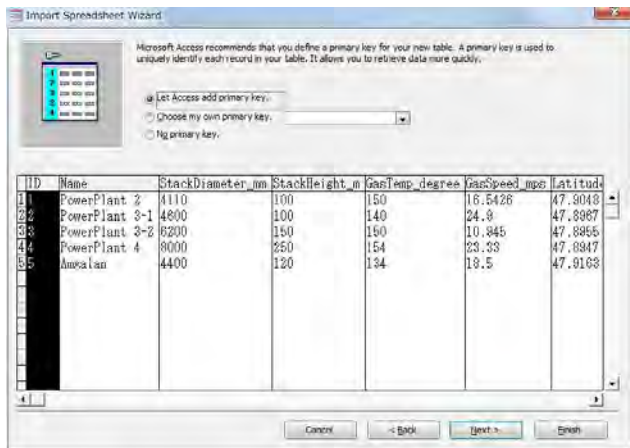 Import Spreadsheet Wizard
Microsoft Access recommends that you define a primary key for your new table. A primary key is used to
uniquely identify each record in your table. It allows you to retrieve data more quickly.
Let Access add primary key.
Choose my own primary key.
No primary key.
ID Name StackDiameter_mm StackHeight_m GasTemp_degree GasSpeed_mps Latitude
1 1 PowerPlant 2 4110 100 150 16.5426 47.9048
2 2 PowerPlant 3-1 4600 100 140 24.9 47.8967
3 3 PowerPlant 3-2 6200 150 150 10.845 47.8955
4 4 PowerPlant 4 8000 250 154 23.33 47.8947
5 5 Amgalan 4400 120 134 18.5 47.9163
Cancel < Back Next > Finish